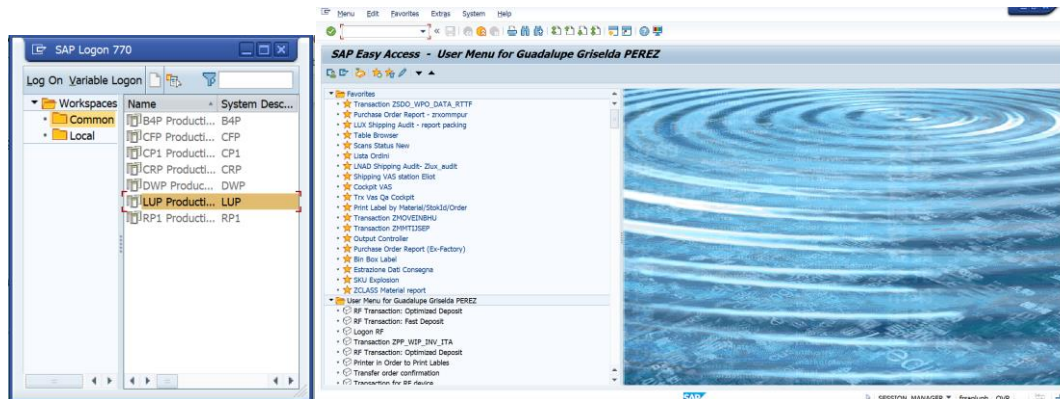 SAP Logon 770
Log On Variable Logon
Workspaces
Common
Local
Name System Desc...
B4P Producti... B4P
CFP Producti... CFP
CP1 Producti... CP1
CRP Producti... CRP
DWP Produc... DWP
LUP Producti... LUP
RP1 Producti... RP1
Menu Edit Favorites Extras System Help
SAP Easy Access - User Menu for Guadalupe Griselda PEREZ
Favorites
Transaction ZSDO_WPO_DATA_RTTF
Purchase Order Report - zrxommpur
LUX Shipping Audit - report packing
Table Browser
Scans Status New
Lista Ordini
LNAD Shipping Audit- Zlux_audit
Shipping VAS station Eliot
Cockpit VAS
Trx Vas Qa Cockpit
Print Label by Material/StokId/Order
Transaction ZMOVEINBHU
Transaction ZMMTIJSEP
Output Controller
Purchase Order Report (Ex-Factory)
Bin Box Label
Estrazione Dati Consegna
SKU Explosion
ZCLASS Material report
User Menu for Guadalupe Griselda PEREZ
RF Transaction: Optimized Deposit
RF Transaction: Fast Deposit
Logon RF
Transaction ZPP_WIP_INV_ITA
RF Transaction: Optimized Deposit
Printer in Order to Print Lables
Transfer order confirmation
Transaction for RF device
SAP
SESSION_MANAGER
OVR